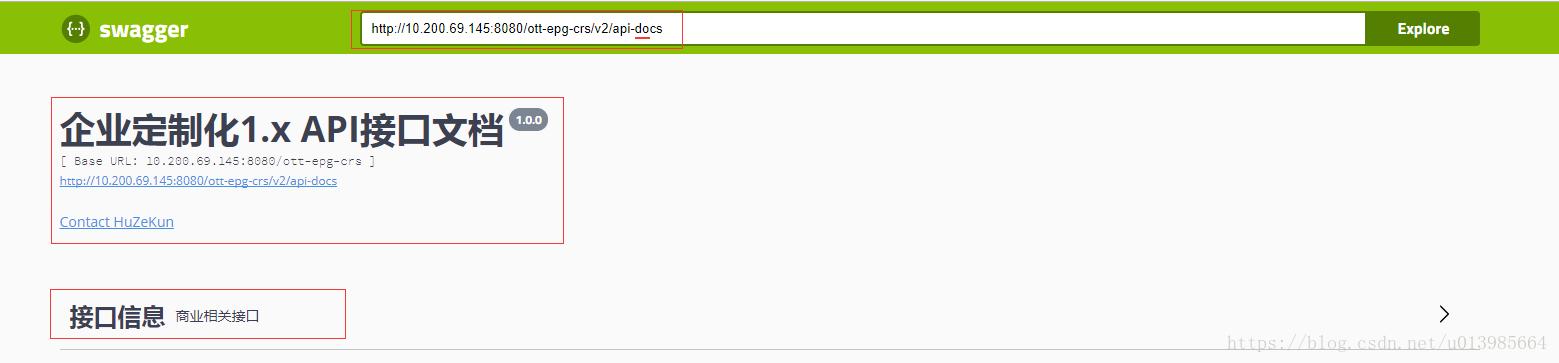 {···} swagger http://10.200.69.145:8080/ott-epg-crs/v2/api-docs Explore
企业定制化1.x API接口文档 1.0.0
[ Base URL: 10.200.69.145:8080/ott-epg-crs ]
http://10.200.69.145:8080/ott-epg-crs/v2/api-docs
Contact HuZeKun
接口信息 商业相关接口
https://blog.csdn.net/u013985664